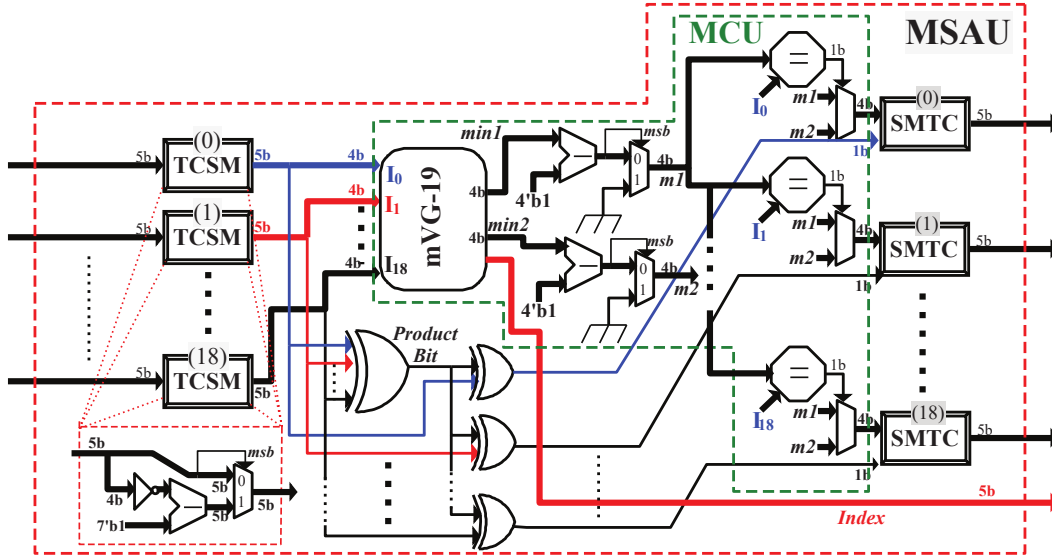 MCU
MSAU
(0)
TCSM
5b
5b
4b
I0
4b
I1
4b
I18
mVG-19
4b
min1
4'b1
msb
0
1
4b
m1
4b
min2
4'b1
msb
0
1
4b
m2
=
1b
I0
m1
m2
4b
1b
(0)
SMTC
5b
(1)
TCSM
5b
5b
=
1b
I1
m1
m2
4b
1b
(1)
SMTC
5b
(18)
TCSM
5b
5b
Product
Bit
=
1b
I18
m1
m2
4b
1b
(18)
SMTC
5b
5b
msb
4b
5b
5b
0
1
5b
7'b1
5b
Index